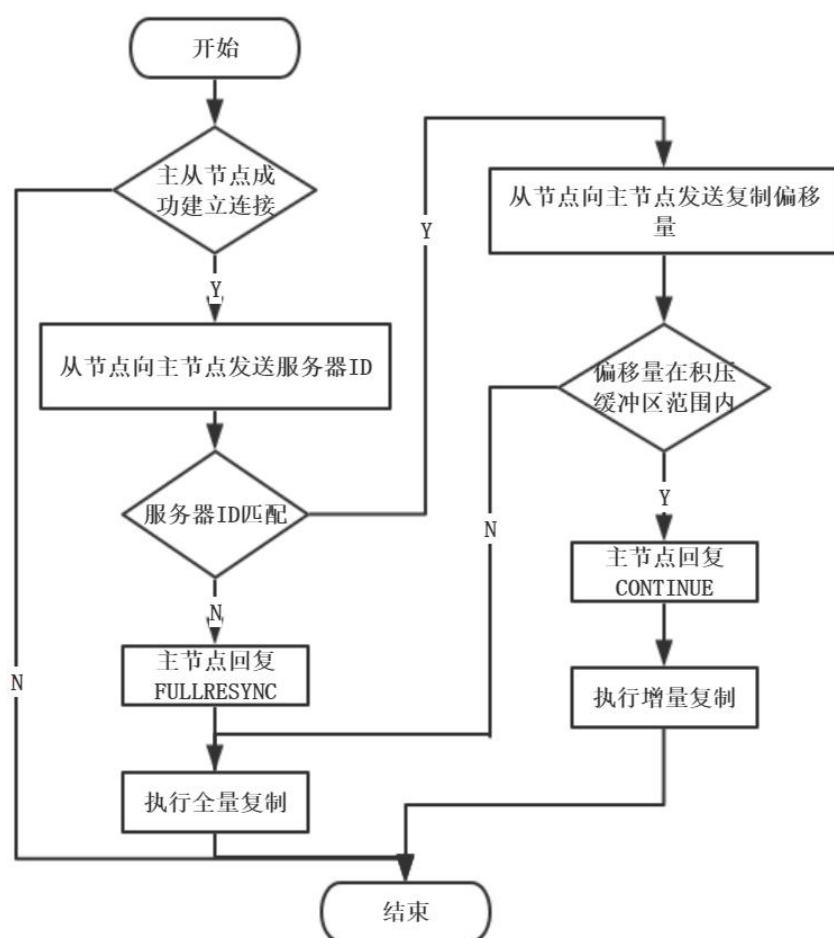 开始
主从节点成
功建立连接
Y
从节点向主节点发送服务器ID
服务器ID匹配
N
主节点回复
FULLRESYNC
执行全量复制
N
Y
从节点向主节点发送复制偏移
量
偏移量在积压
缓冲区范围内
N
Y
主节点回复
CONTINUE
执行增量复制
结束